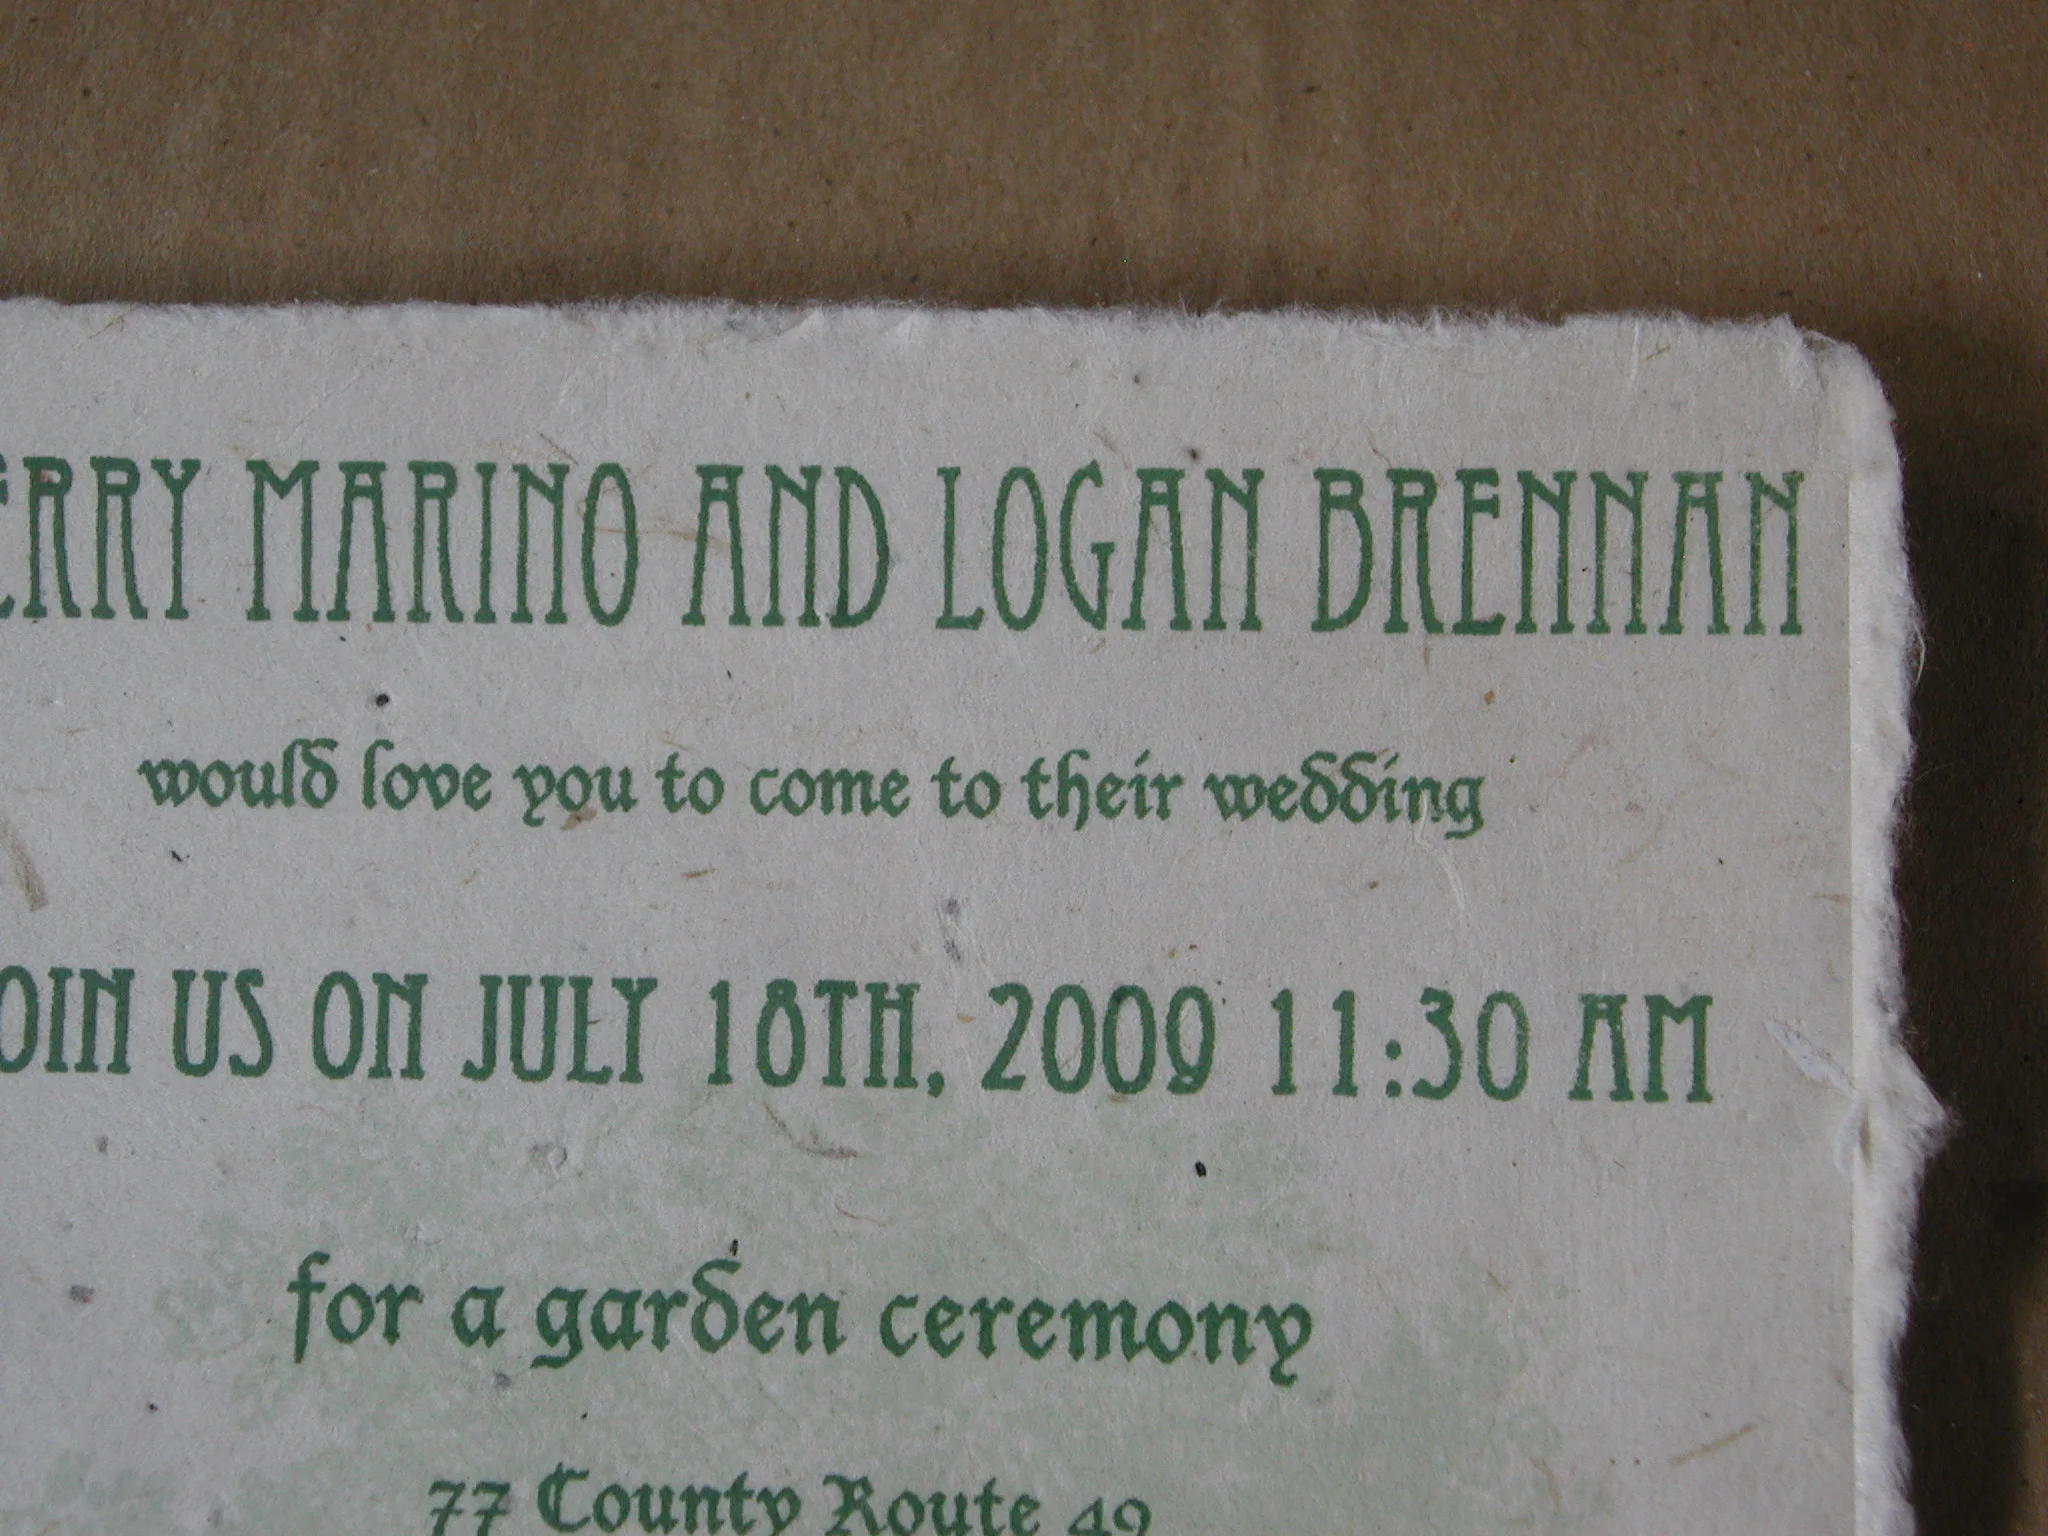 ERRY MARINO AND LOGAN BRENNAN
would love you to come to their wedding
OIN US ON JULY 18TH, 2009 11:30 AM
for a garden ceremony
77 County Route 49